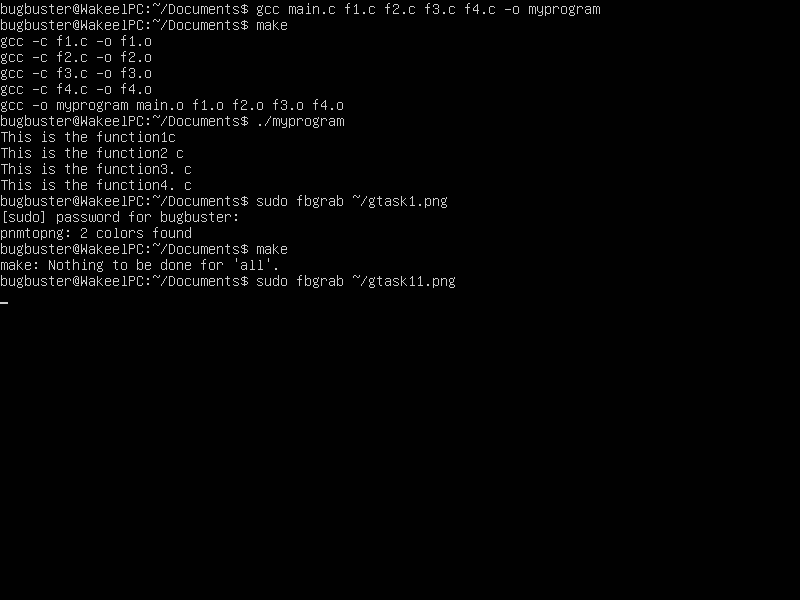 bugbuster@WakeelPC:~/Documents$ gcc main.c f1.c f2.c f3.c f4.c -o myprogram
bugbuster@WakeelPC:~/Documents$ make
gcc -c f1.c -o f1.o
gcc -c f2.c -o f2.o
gcc -c f3.c -o f3.o
gcc -c f4.c -o f4.o
gcc -o myprogram main.o f1.o f2.o f3.o f4.o
bugbuster@WakeelPC:~/Documents$ ./myprogram
This is the function1c
This is the function2 c
This is the function3. c
This is the function4. c
bugbuster@WakeelPC:~/Documents$ sudo fbgrab ~/gtask1.png
[sudo] password for bugbuster:
pnmtopng: 2 colors found
bugbuster@WakeelPC:~/Documents$ make
make: Nothing to be done for 'all'.
bugbuster@WakeelPC:~/Documents$ sudo fbgrab ~/gtask11.png